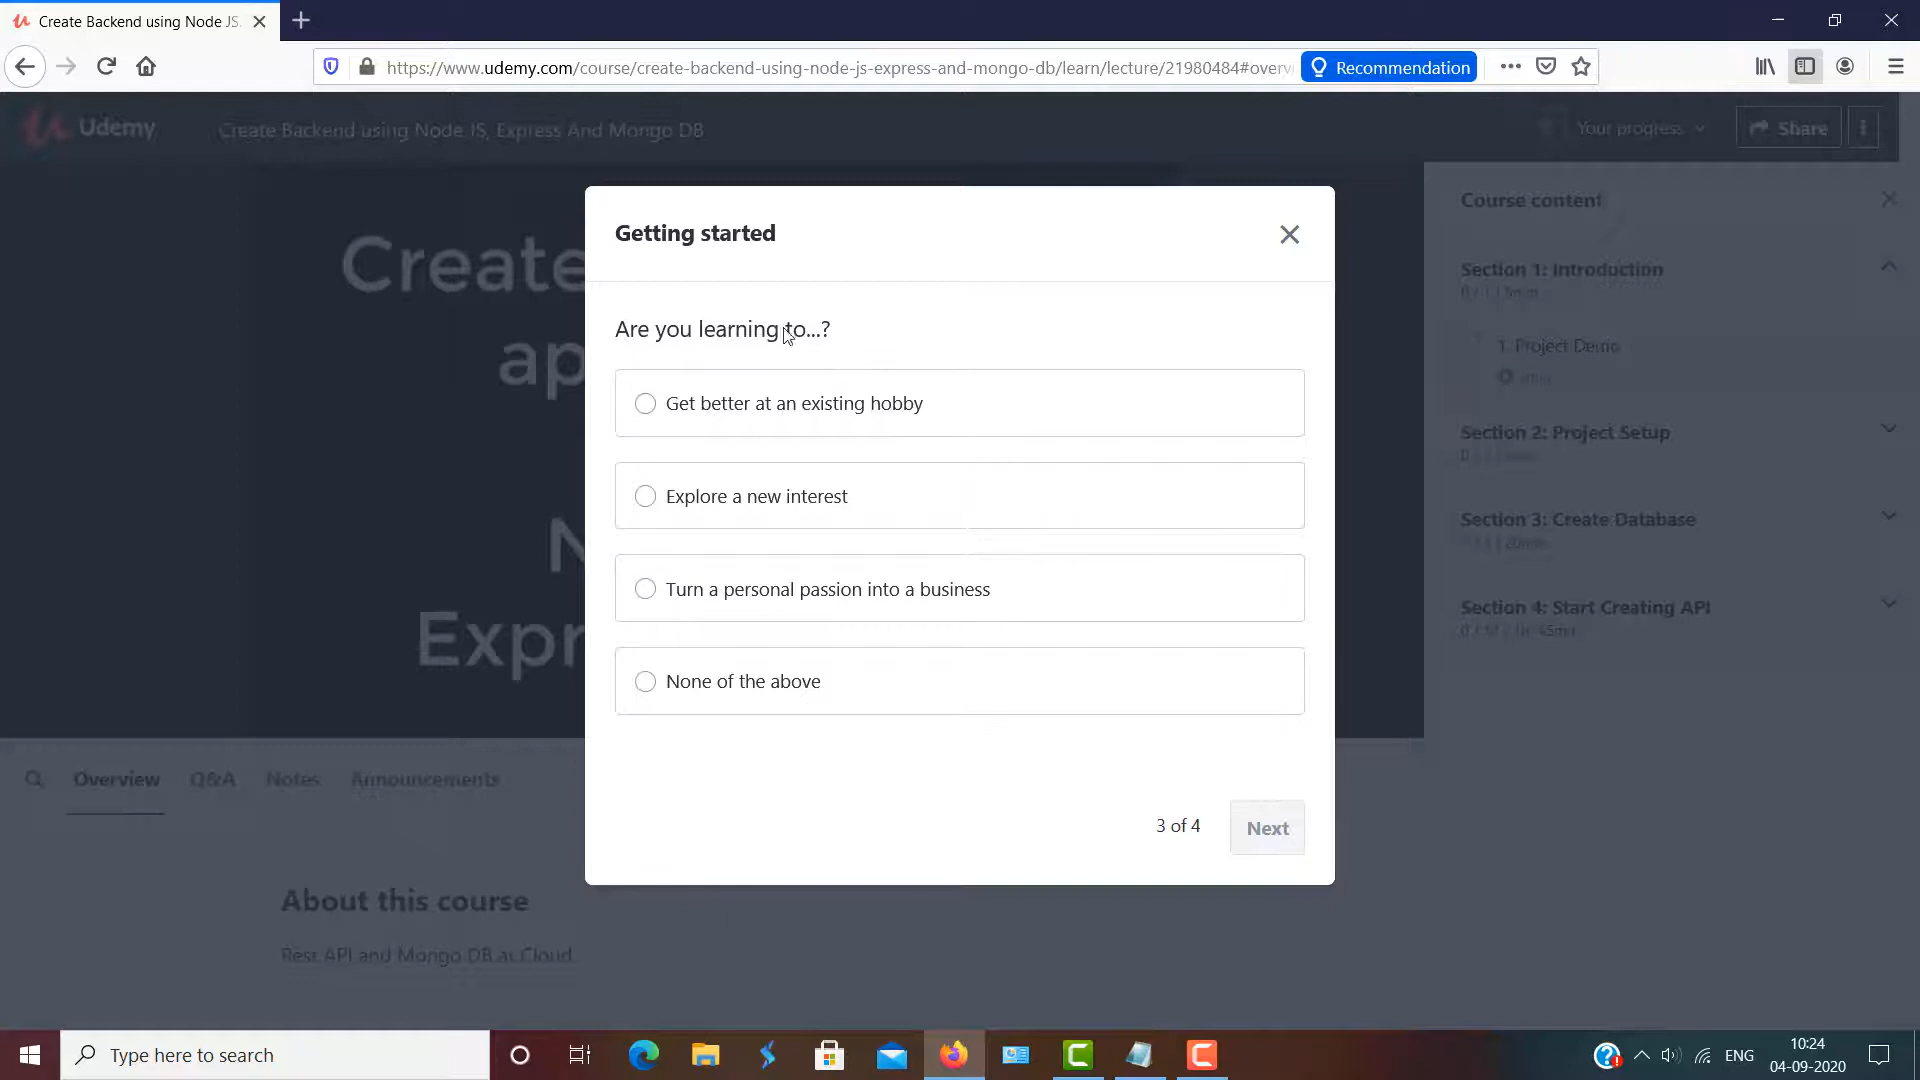 Create Backend using Node JS
https://www.udemy.com/course/create-backend-using-node-js-express-and-mongo-db/learn/lecture/21980484#overv
Recommendation
Udemy
Create Backend using Node JS, Express And Mongo DB
Your progress
Share
Create
ap
N
Expr
Getting started
Are you learning to...?
Get better at an existing hobby
Explore a new interest
Turn a personal passion into a business
None of the above
3 of 4
Next
Course content
Section 1: Introduction
1. Project Demo
Section 2: Project Setup
Section 3: Create Database
Section 4: Start Creating API
Overview
Q&A
Notes
Announcements
About this course
Rest API and Mongo DB at Cloud
Type here to search
ENG
10:24
04-09-2020